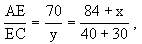 AE/EC = 70/y = (84 + x)/(40 + 30) ,